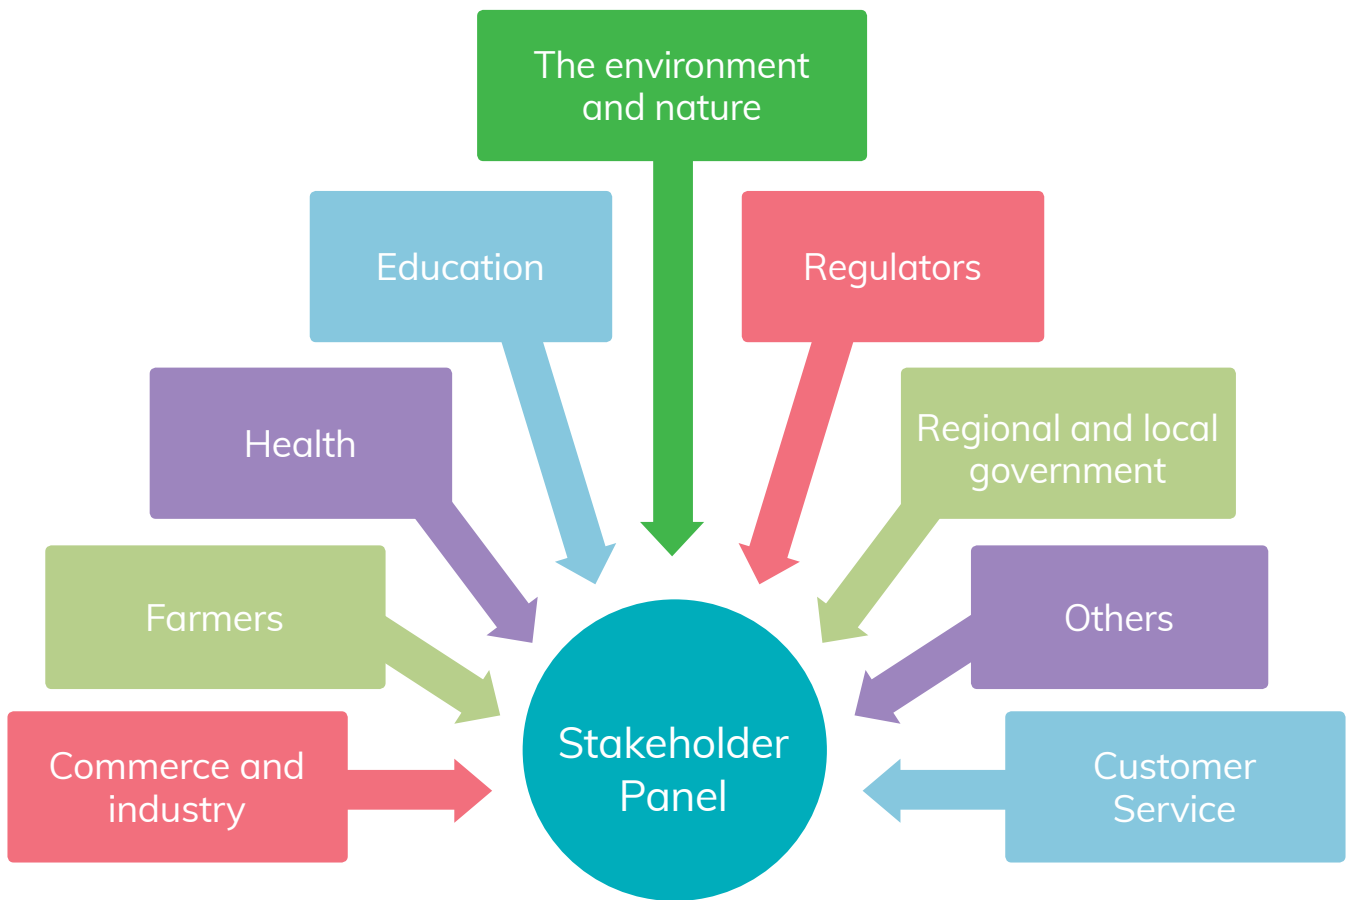 The environment
and nature
Education
Regulators
Health
Regional and local
government
Farmers
Others
Commerce and
industry
Stakeholder
Panel
Customer
Service